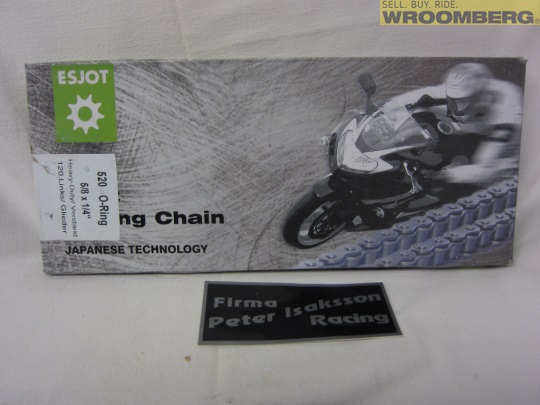 SELL. BUY. RIDE.
WROOMBERG
ESJOT
520 O-Ring
5/8 x 1/4"
Heavy-Duty/Verstärkt
120 Links/Glieder
ng Chain
JAPANESE TECHNOLOGY
Firma
Peter Isaksson
Racing